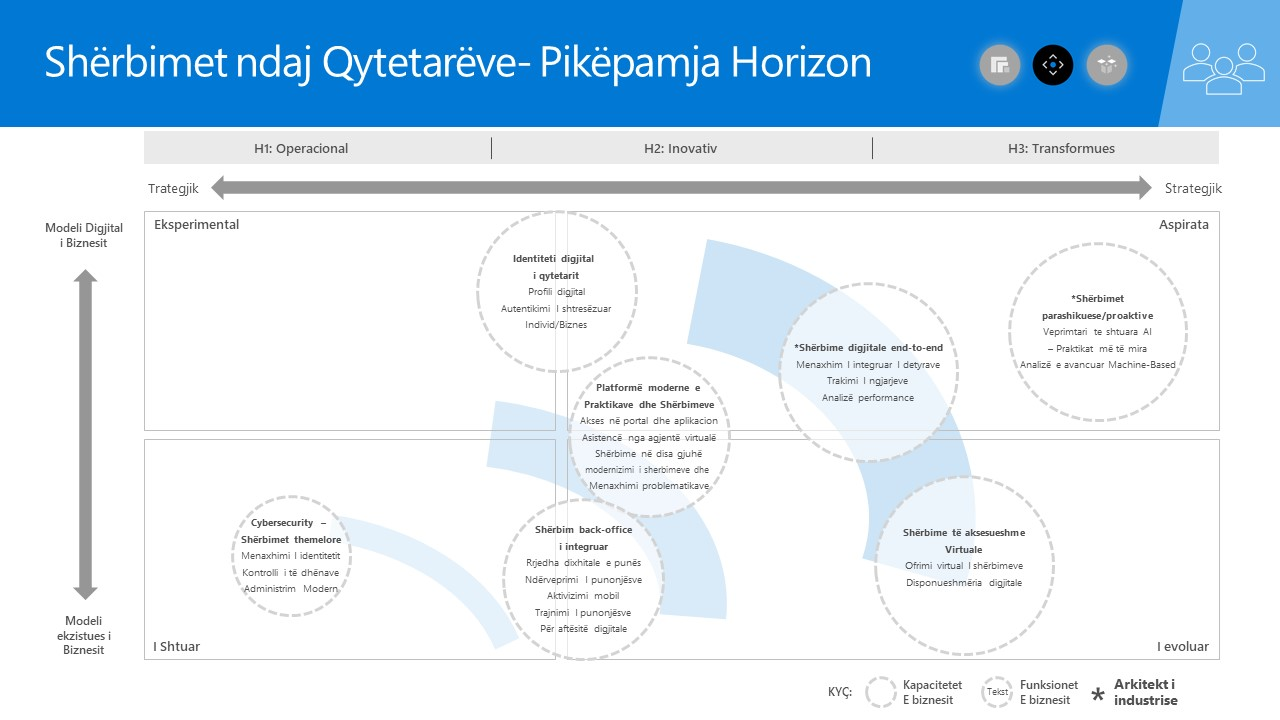 Shërbimet ndaj Qytetarëve- Pikëpamja Horizon
H1: Operacional
H2: Inovativ
H3: Transformues
Trategjik
Strategjik
Modeli Digjital
i Biznesit
Modeli
ekzistues i
Biznesit
Eksperimental
Aspirata
Identiteti digjital
i qytetarit
Profili digjital
Autentikimi I shtresëzuar
Individ/Biznes
*Shërbimet
parashikuese/proaktive
Veprimtari te shtuara AI
– Praktikat më të mira
Analizë e avancuar Machine-Based
*Shërbime digjitale end-to-end
Menaxhim I integruar I detyrave
Trakimi I ngjarjeve
Analizë performance
Platformë moderne e
Praktikave dhe Shërbimeve
Akses në portal dhe aplikacion
Asistencë nga agjentë virtualë
Shërbime në disa gjuhë
modernizimi i sherbimeve dhe
Menaxhimi problematikave
Cybersecurity –
Shërbimet themelore
Menaxhimi I identitetit
Kontrolli i të dhënave
Administrim Modern
Shërbim back-office
i integruar
Rrjedha dixhitale e punës
Ndërveprimi I punonjësve
Aktivizimi mobil
Trajnimi I punonjësve
Për aftësitë digjitale
Shërbime të aksesueshme
Virtuale
Ofrimi virtual I shërbimeve
Disponueshmëria digjitale
I Shtuar
I evoluar
KYÇ:
Kapacitetet
E biznesit
Tekst
Funksionet
E biznesit
* Arkitekt i
industrise